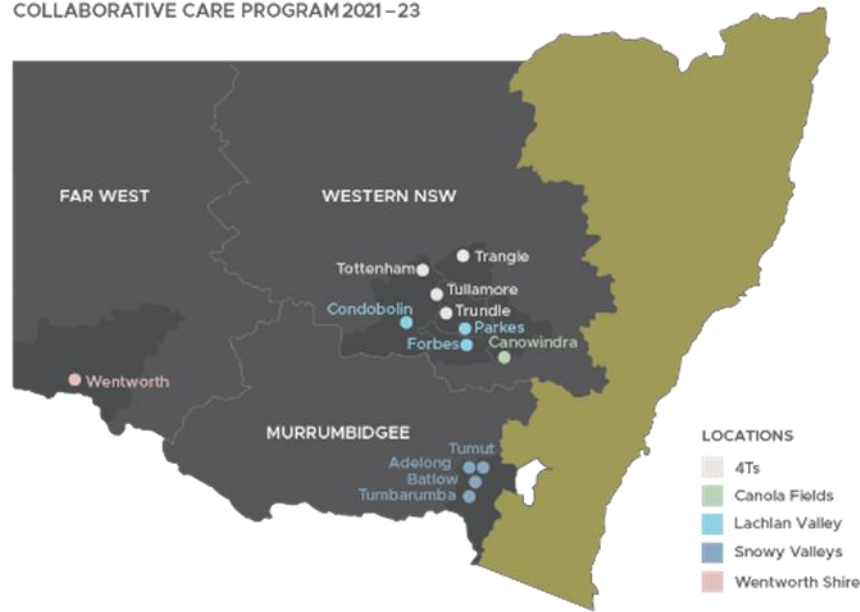 COLLABORATIVE CARE PROGRAM 2021–23
FAR WEST
WESTERN NSW
Trangie
Tottenham
Tullamore
Condobolin
Trundle
Parkes
Forbes
Canowindra
Wentworth
MURRUMBIDGEE
Tumut
Adelong
Batlow
Tumbarumba
LOCATIONS
4Ts
Canola Fields
Lachlan Valley
Snowy Valleys
Wentworth Shire